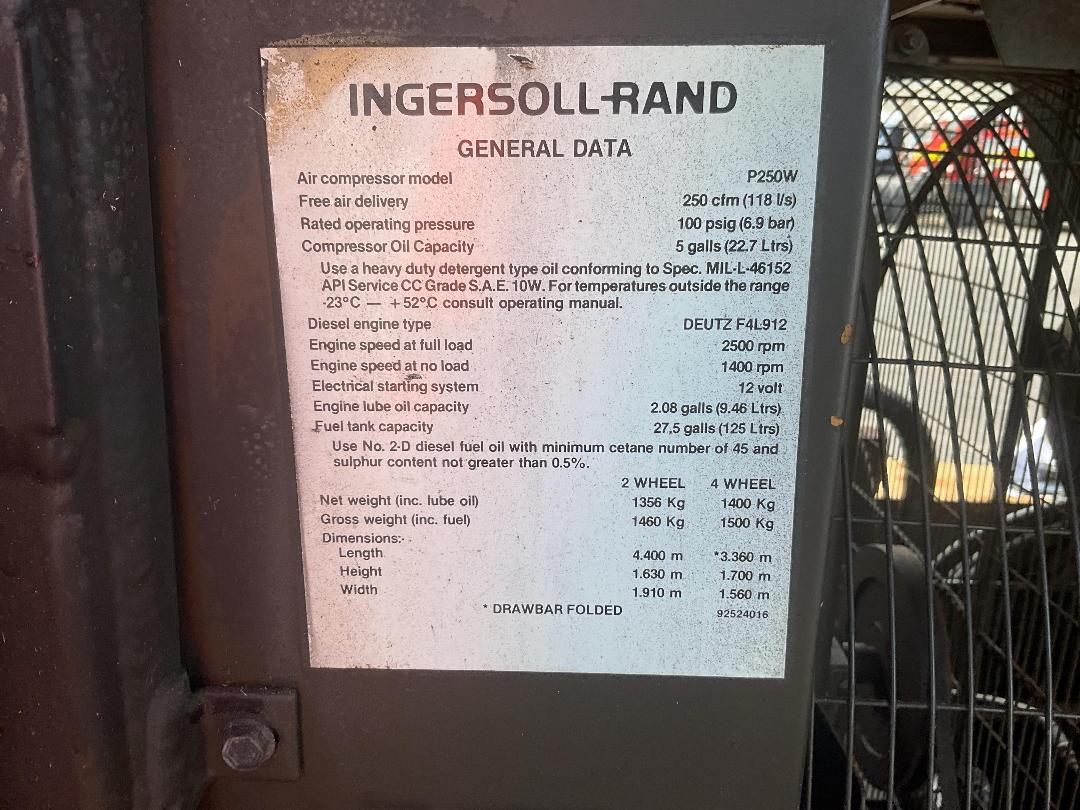 INGERSOLL-RAND
GENERAL DATA
Air compressor model P250W
Free air delivery 250 cfm (118 l/s)
Rated operating pressure 100 psig (6.9 bar)
Compressor Oil Capacity 5 galls (22.7 Ltrs)
Use a heavy duty detergent type oil conforming to Spec. MIL-L-46152
API Service CC Grade S.A.E. 10W. For temperatures outside the range
-23°C — +52°C consult operating manual.
Diesel engine type DEUTZ F4L912
Engine speed at full load 2500 rpm
Engine speed at no load 1400 rpm
Electrical starting system 12 volt
Engine lube oil capacity 2.08 galls (9.46 Ltrs)
Fuel tank capacity 27,5 galls (125 Ltrs)
Use No. 2-D diesel fuel oil with minimum cetane number of 45 and
sulphur content not greater than 0.5%.
2 WHEEL 4 WHEEL
Net weight (inc. lube oil) 1356 Kg 1400 Kg
Gross weight (inc. fuel) 1460 Kg 1500 Kg
Dimensions:-
Length 4.400 m *3.360 m
Height 1.630 m 1.700 m
Width 1.910 m 1.560 m
* DRAWBAR FOLDED 92524016